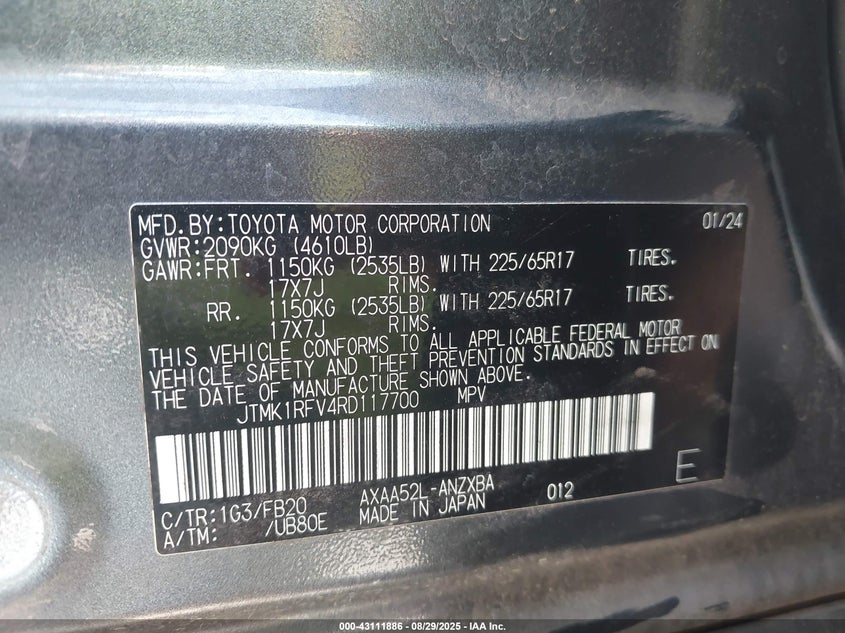 MFD.BY:TOYOTA MOTOR CORPORATION 01/24
GVWR:2090KG (4610LB)
GAWR:FRT. 1150KG (2535LB) WITH 225/65R17 TIRES.
17X7J RIMS.
RR. 1150KG (2535LB) WITH 225/65R17 TIRES.
17X7J RIMS.
THIS VEHICLE CONFORMS TO ALL APPLICABLE FEDERAL MOTOR
VEHICLE SAFETY AND THEFT PREVENTION STANDARDS IN EFFECT ON
THE DATE OF MANUFACTURE SHOWN ABOVE.
JTMK1RFV4RD117700 MPV
C/TR:1G3/FB20 AXAA52L-ANZXBA 012 E
A/TM: /UB80E MADE IN JAPAN
000-43111886 - 08/29/2025 - IAA Inc.